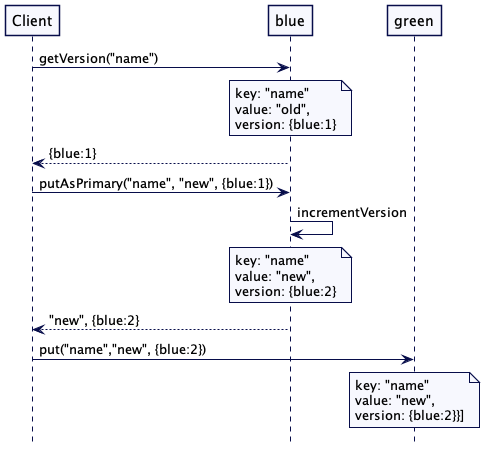 Client
blue
green
getVersion("name")
key: "name"
value: "old",
version: {blue:1}
{blue:1}
putAsPrimary("name", "new", {blue:1})
incrementVersion
key: "name"
value: "new",
version: {blue:2}
"new", {blue:2}
put("name","new", {blue:2})
key: "name"
value: "new",
version: {blue:2}}]